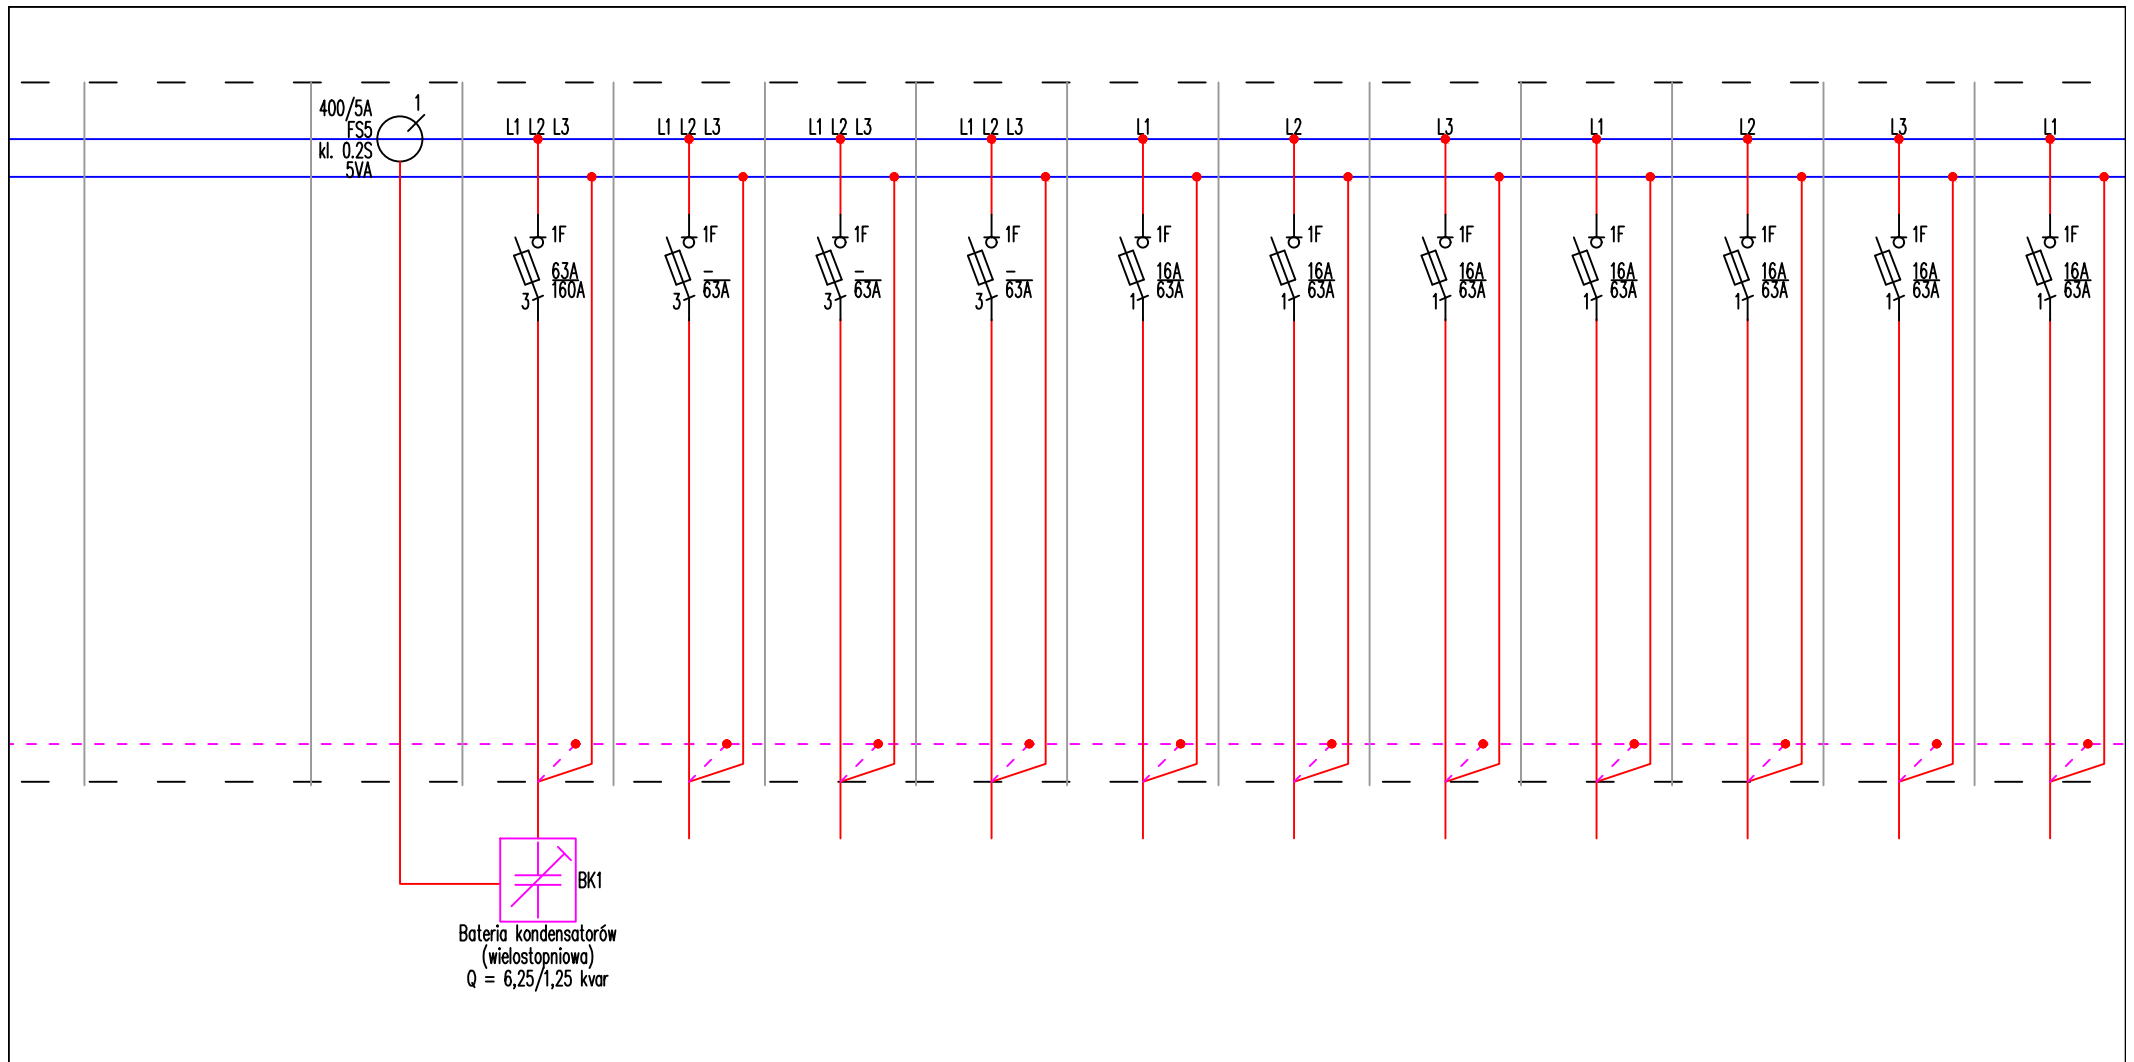 400/5A
FS5
kl. 0.2S
5VA
1
L1 L2 L3
L1 L2 L3
L1 L2 L3
L1 L2 L3
L1
L2
L3
L1
L2
L3
L1
1F
63A
160A
3
1F
–
63A
3
1F
–
63A
3
1F
–
63A
3
1F
16A
63A
1
1F
16A
63A
1
1F
16A
63A
1
1F
16A
63A
1
1F
16A
63A
1
1F
16A
63A
1
1F
16A
63A
1
BK1
Bateria kondensatorów
(wielostopniowa)
Q = 6,25/1,25 kvar